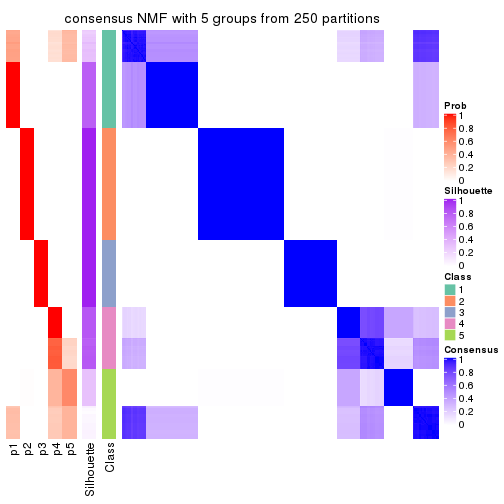 consensus NMF with 5 groups from 250 partitions
Prob
1
0.8
0.6
0.4
0.2
0
Silhouette
1
0.8
0.6
0.4
0.2
0
Class
1
2
3
4
5
Consensus
1
0.8
0.6
0.4
0.2
0
p1
p2
p3
p4
p5
Silhouette
Class